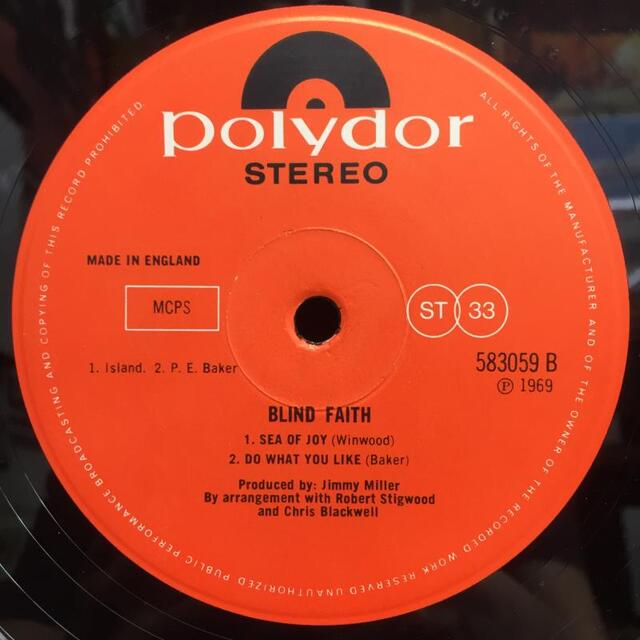 polydor
STEREO
ALL RIGHTS OF THE MANUFACTURER AND OF THE OWNER OF THE RECORDED WORK RESERVED UNAUTHORIZED PUBLIC PERFORMANCE BROADCASTING AND COPYING OF THIS RECORD PROHIBITED.
MADE IN ENGLAND
MCPS
ST 33
1. Island. 2. P. E. Baker
583059 B
℗ 1969
BLIND FAITH
1. SEA OF JOY (Winwood)
2. DO WHAT YOU LIKE (Baker)
Produced by: Jimmy Miller
By arrangement with Robert Stigwood
and Chris Blackwell